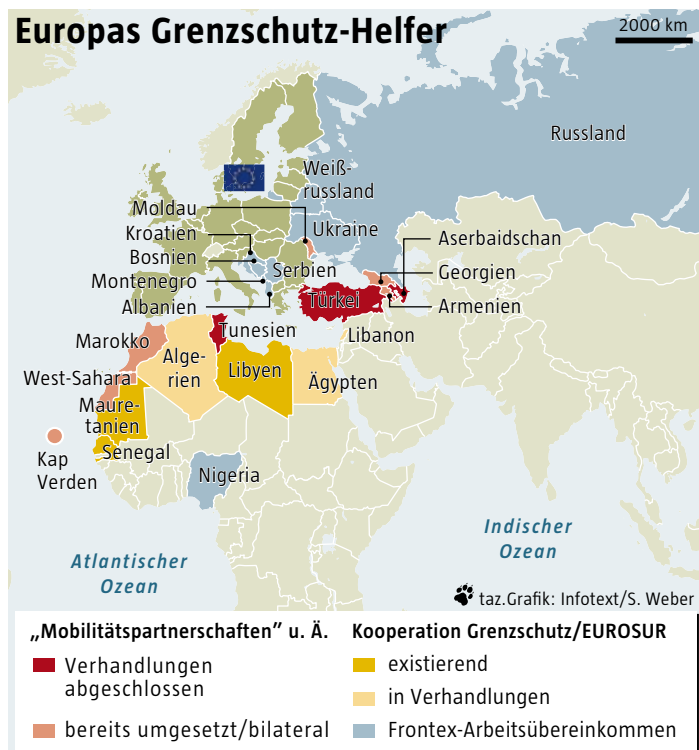 Europas Grenzschutz-Helfer
2000 km
Russland
Weiß-
russland
Moldau
Ukraine
Kroatien
Aserbaidschan
Bosnien
Serbien
Georgien
Montenegro
Türkei
Albanien
Armenien
Tunesien
Marokko
Libanon
Alge-
rien
Libyen
Ägypten
West-Sahara
Maure-
tanien
Senegal
Kap
Verden
Nigeria
Indischer
Ozean
Atlantischer
Ozean
taz.Grafik: Infotext/S. Weber
„Mobilitätspartnerschaften” u. Ä.
Verhandlungen
abgeschlossen
bereits umgesetzt/bilateral
Kooperation Grenzschutz/EUROSUR
existierend
in Verhandlungen
Frontex-Arbeitsübereinkommen